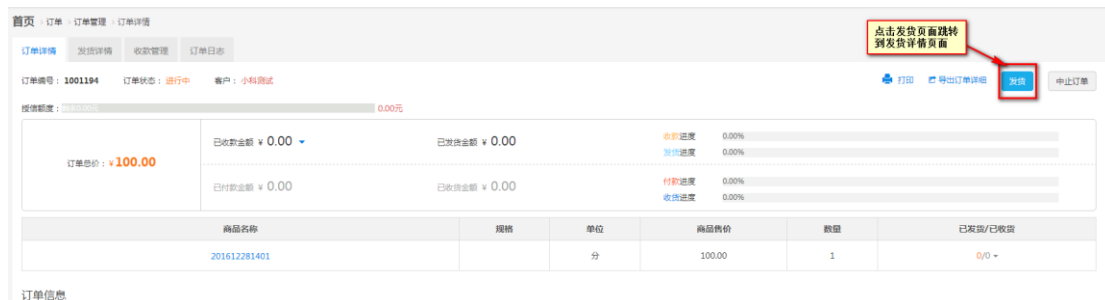 首页 › 订单 › 订单管理 › 订单详情
点击发货页面跳转
到发货详情页面
订单详情 发货详情 收款管理 订单日志
订单编号：1001194 订单状态：进行中 客户：小科测试 打印 导出订单详细 发货 中止订单
授信额度： 0.00元
已收款金额 ¥ 0.00 已发货金额 ¥ 0.00 收款进度 0.00%
发货进度 0.00%
订单总价：¥100.00
已付款金额 ¥ 0.00 已收货金额 ¥ 0.00 付款进度 0.00%
收货进度 0.00%
商品名称 规格 单位 商品售价 数量 已发货/已收货
201612281401 分 100.00 1 0/0
订单信息